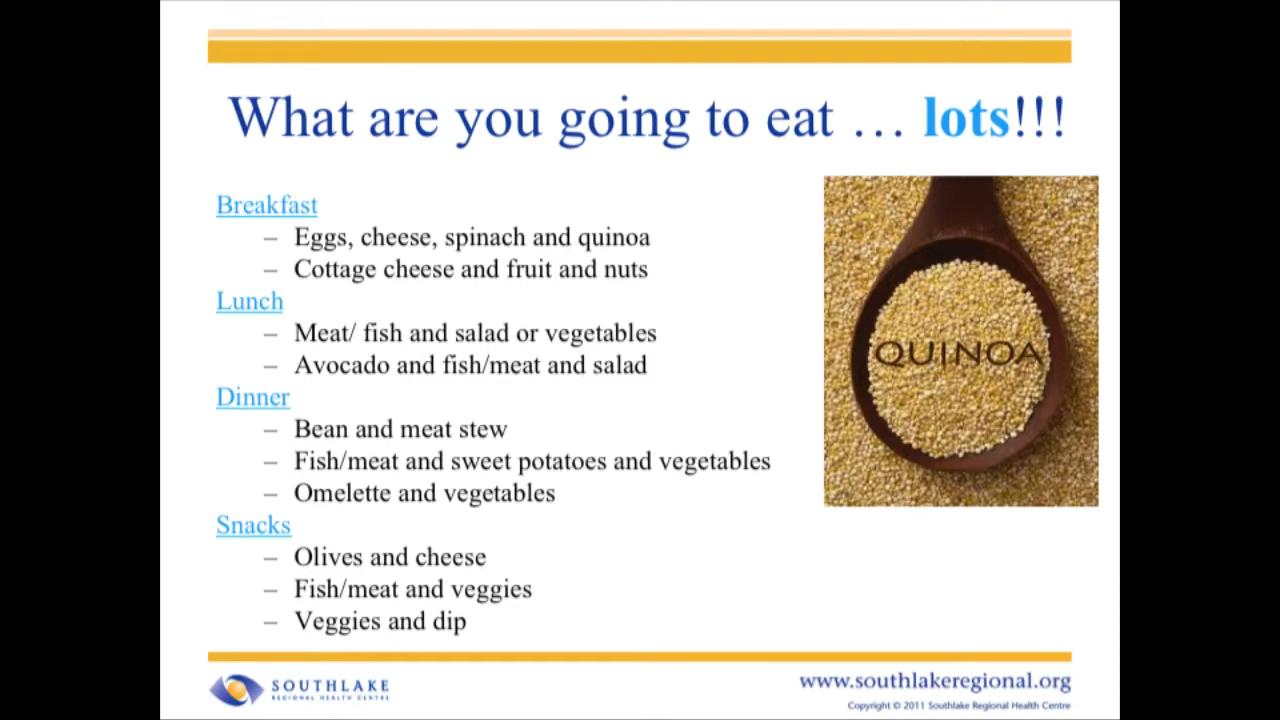 What are you going to eat … lots!!!
Breakfast
– Eggs, cheese, spinach and quinoa
– Cottage cheese and fruit and nuts
Lunch
– Meat/ fish and salad or vegetables
– Avocado and fish/meat and salad
Dinner
– Bean and meat stew
– Fish/meat and sweet potatoes and vegetables
– Omelette and vegetables
Snacks
– Olives and cheese
– Fish/meat and veggies
– Veggies and dip
QUINOA
SOUTHLAKE
REGIONAL HEALTH CENTRE
www.southlakeregional.org
Copyright © 2011 Southlake Regional Health Centre